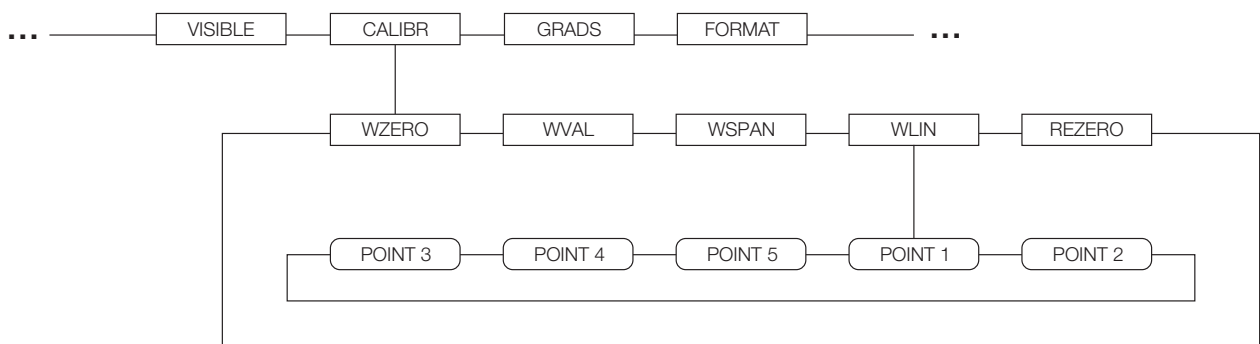 ... VISIBLE CALIBR GRADS FORMAT ...
WZERO WVAL WSPAN WLIN REZERO
POINT 3 POINT 4 POINT 5 POINT 1 POINT 2